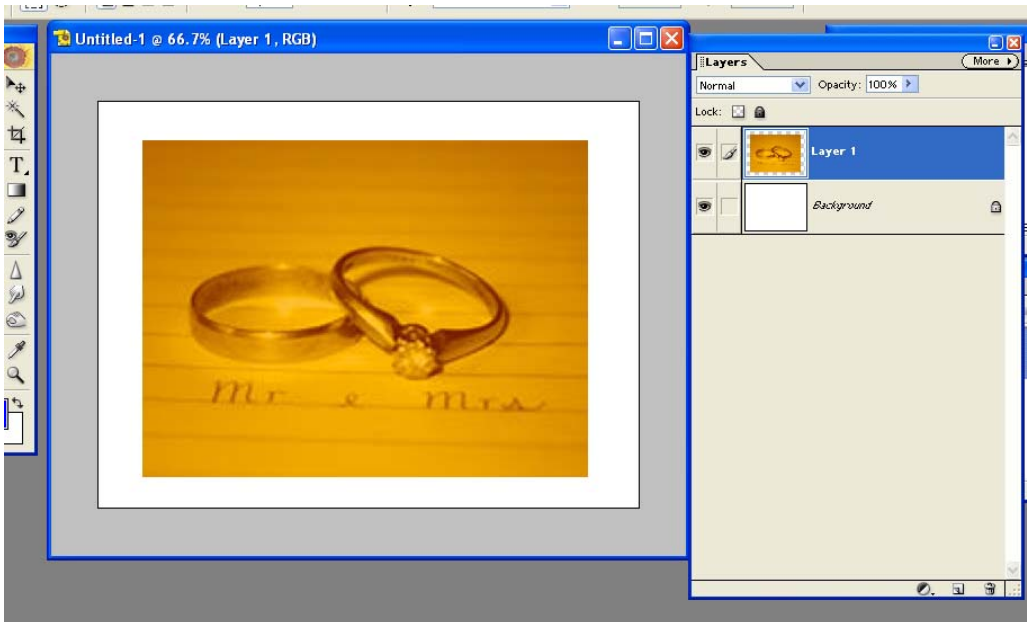 Untitled-1 @ 66.7% (Layer 1, RGB)
Layers
More
Normal
Opacity: 100%
Lock:
Layer 1
Background
T
Mr e Mrs